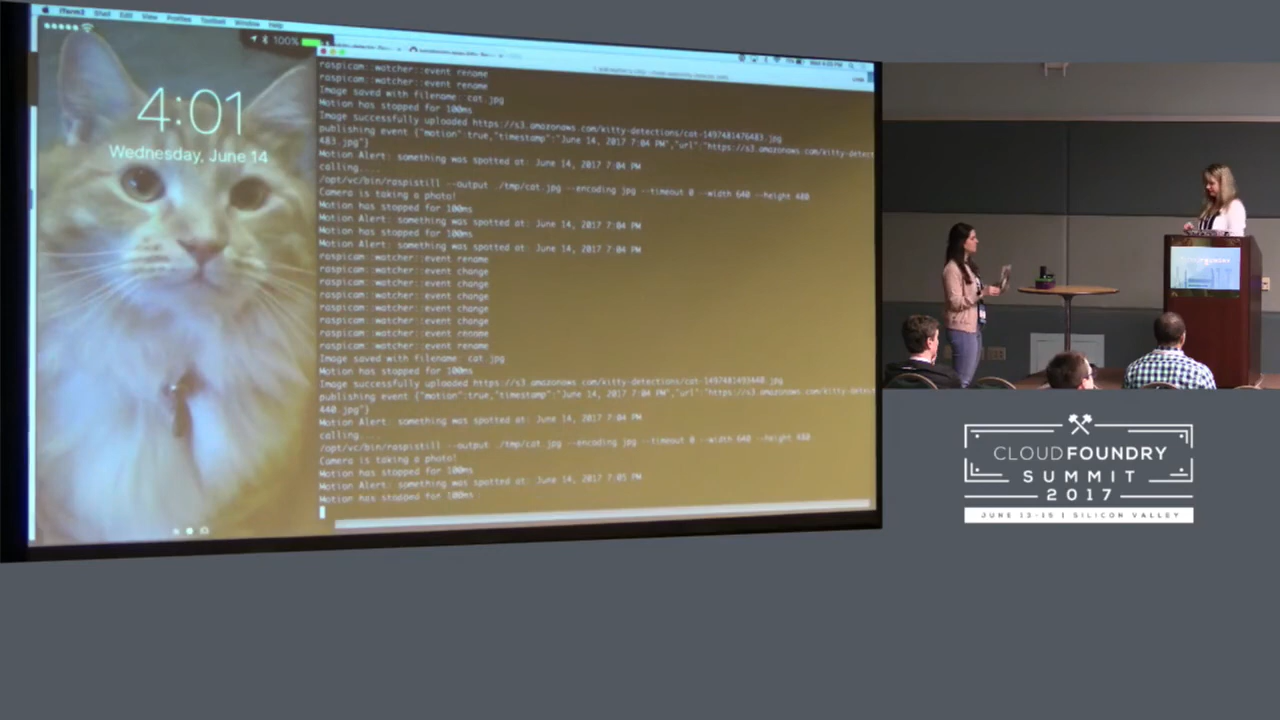 iTerm2 Shell Edit View Profiles Toolbelt Window Help
100%
4:01
Wednesday, June 14
raspicam::watcher::event rename
raspicam::watcher::event rename
Image saved with filename: cat.jpg
Motion has stopped for 100ms
Image successfully uploaded https://s3.amazonaws.com/kitty-detections/cat-1497481476483.jpg
publishing event {"motion":true,"timestamp":"June 14, 2017 7:04 PM","url":"https://s3.amazonaws.com/kitty-detect
483.jpg"}
Motion Alert: something was spotted at: June 14, 2017 7:04 PM
calling....
/opt/vc/bin/raspistill --output ./tmp/cat.jpg --encoding jpg --timeout 0 --width 640 --height 480
Camera is taking a photo!
Motion has stopped for 100ms
Motion Alert: something was spotted at: June 14, 2017 7:04 PM
Motion has stopped for 100ms
Motion Alert: something was spotted at: June 14, 2017 7:04 PM
raspicam::watcher::event rename
raspicam::watcher::event change
raspicam::watcher::event change
raspicam::watcher::event change
raspicam::watcher::event change
raspicam::watcher::event change
raspicam::watcher::event rename
raspicam::watcher::event rename
Image saved with filename: cat.jpg
Motion has stopped for 100ms
Image successfully uploaded https://s3.amazonaws.com/kitty-detections/cat-1497481493440.jpg
publishing event {"motion":true,"timestamp":"June 14, 2017 7:04 PM","url":"https://s3.amazonaws.com/kitty-detect
440.jpg"}
Motion Alert: something was spotted at: June 14, 2017 7:04 PM
calling....
/opt/vc/bin/raspistill --output ./tmp/cat.jpg --encoding jpg --timeout 0 --width 640 --height 480
Camera is taking a photo!
Motion has stopped for 100ms
Motion Alert: something was spotted at: June 14, 2017 7:05 PM
Motion has stopped for 100ms
CLOUD FOUNDRY
SUMMIT
2017
JUNE 13-15 | SILICON VALLEY